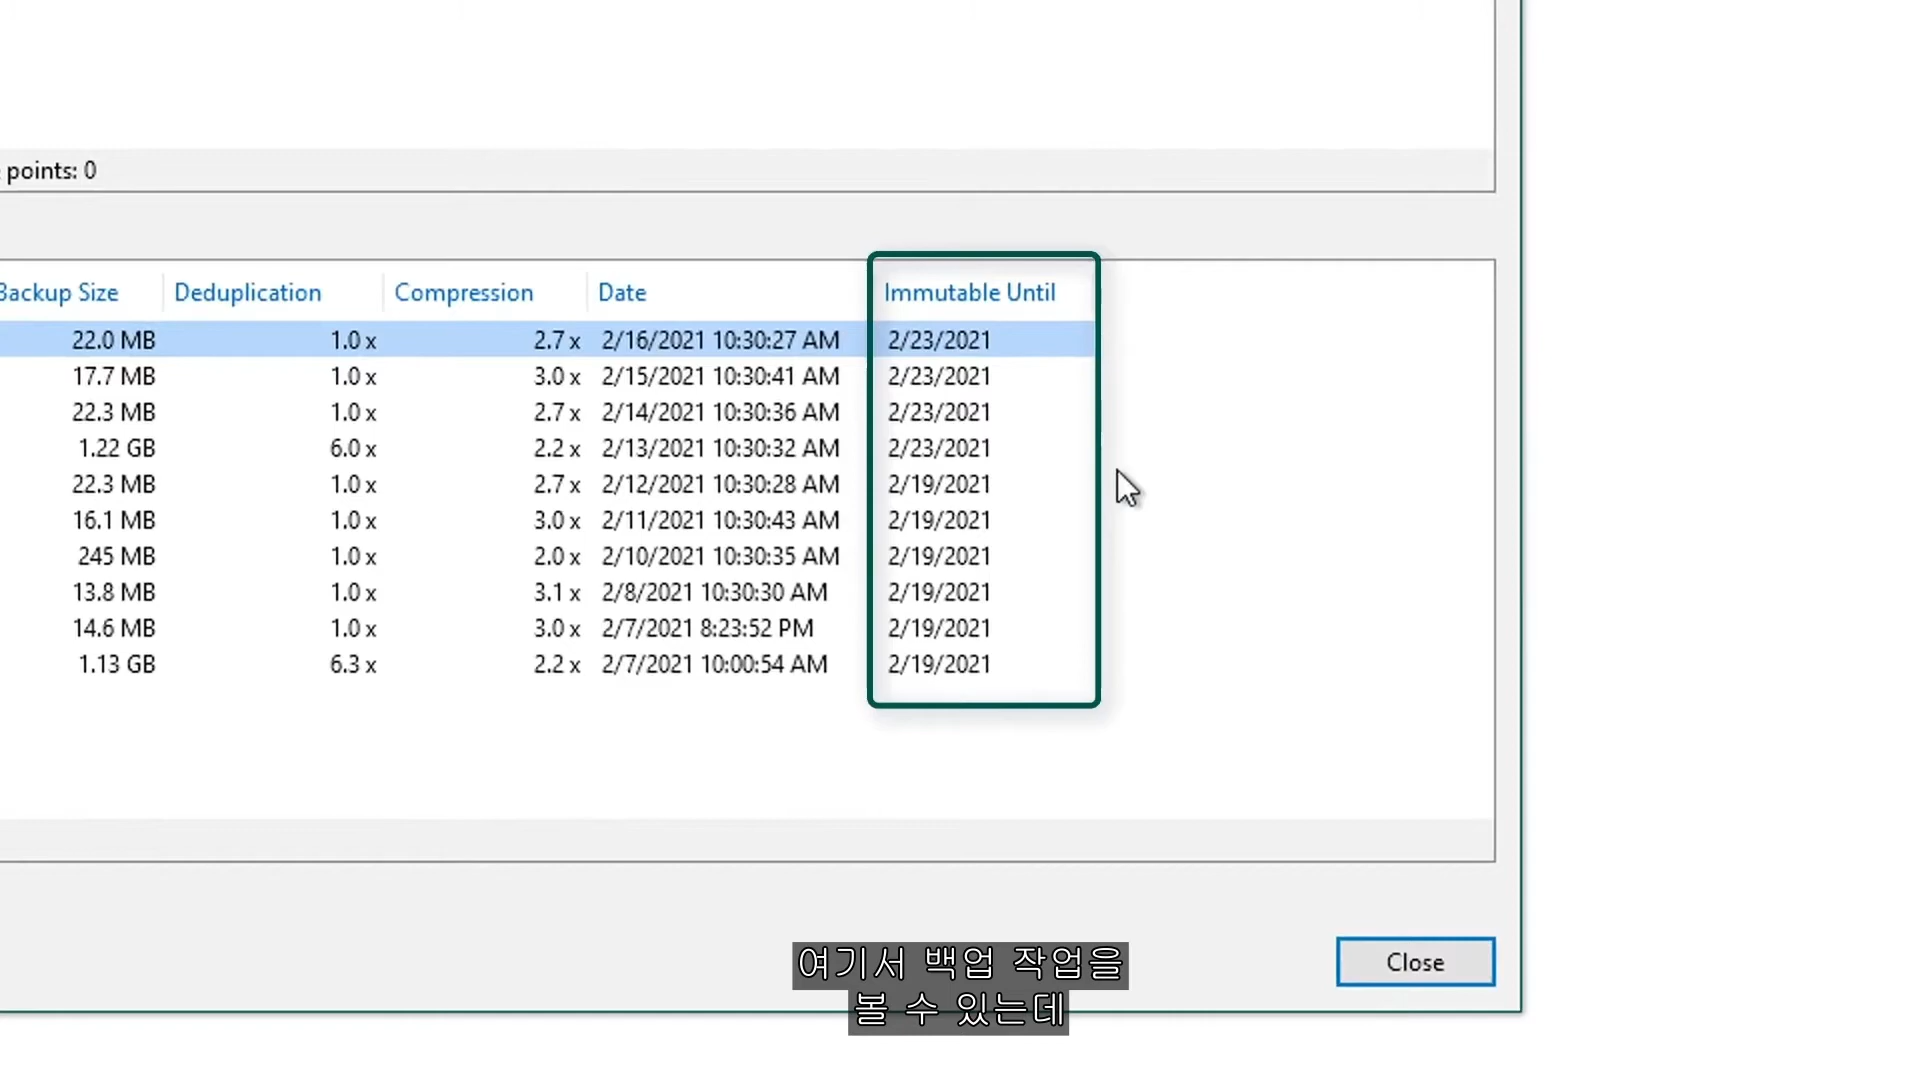 points: 0
Backup Size Deduplication Compression Date Immutable Until
22.0 MB 1.0 x 2.7 x 2/16/2021 10:30:27 AM 2/23/2021
17.7 MB 1.0 x 3.0 x 2/15/2021 10:30:41 AM 2/23/2021
22.3 MB 1.0 x 2.7 x 2/14/2021 10:30:36 AM 2/23/2021
1.22 GB 6.0 x 2.2 x 2/13/2021 10:30:32 AM 2/23/2021
22.3 MB 1.0 x 2.7 x 2/12/2021 10:30:28 AM 2/19/2021
16.1 MB 1.0 x 3.0 x 2/11/2021 10:30:43 AM 2/19/2021
245 MB 1.0 x 2.0 x 2/10/2021 10:30:35 AM 2/19/2021
13.8 MB 1.0 x 3.1 x 2/8/2021 10:30:30 AM 2/19/2021
14.6 MB 1.0 x 3.0 x 2/7/2021 8:23:52 PM 2/19/2021
1.13 GB 6.3 x 2.2 x 2/7/2021 10:00:54 AM 2/19/2021
Close
여기서 백업 작업을
볼 수 있는데